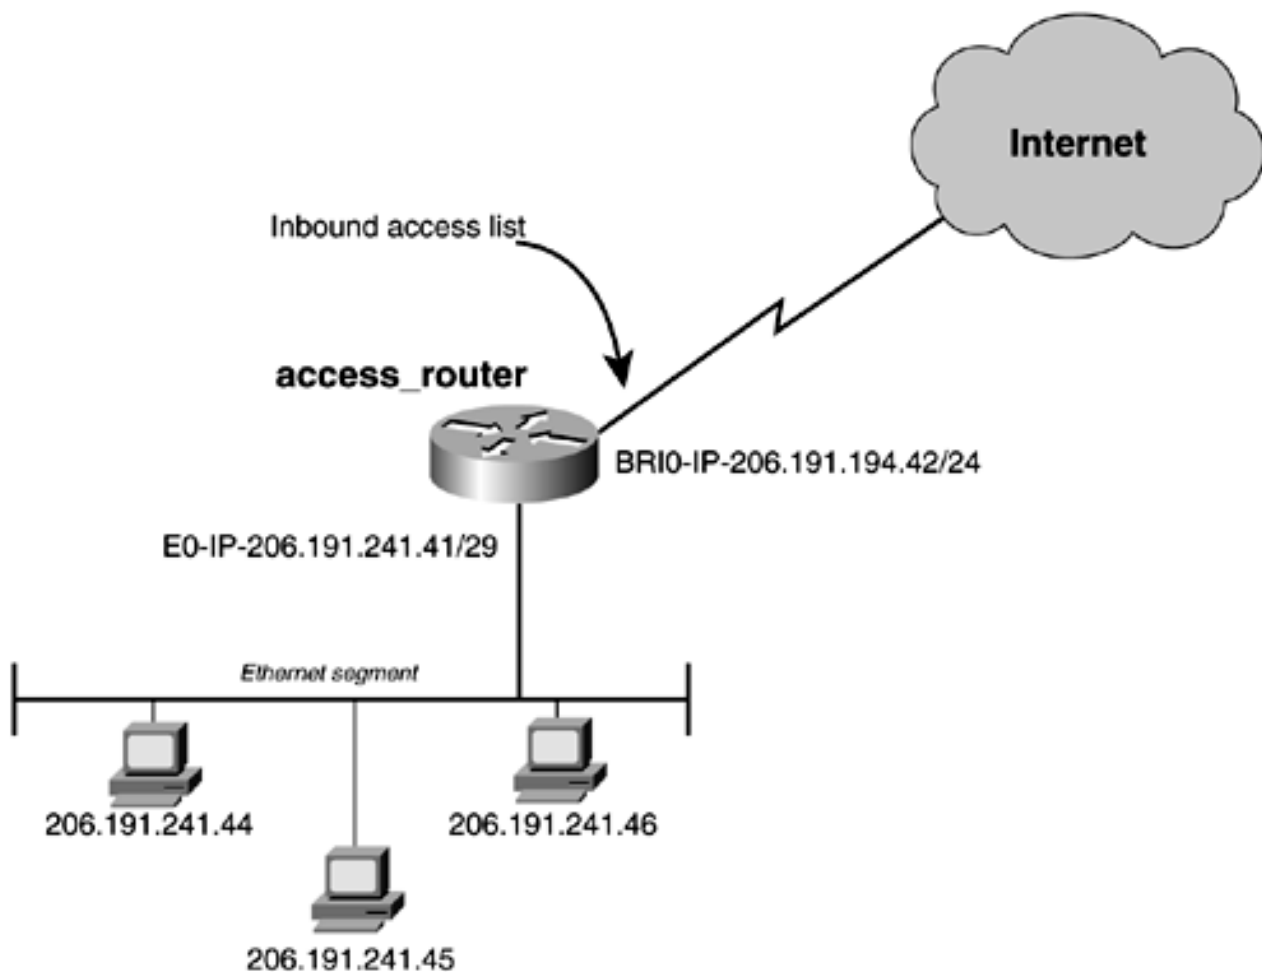 Internet
Inbound access list
access_router
BRI0-IP-206.191.194.42/24
E0-IP-206.191.241.41/29
Ethernet segment
206.191.241.44
206.191.241.46
206.191.241.45